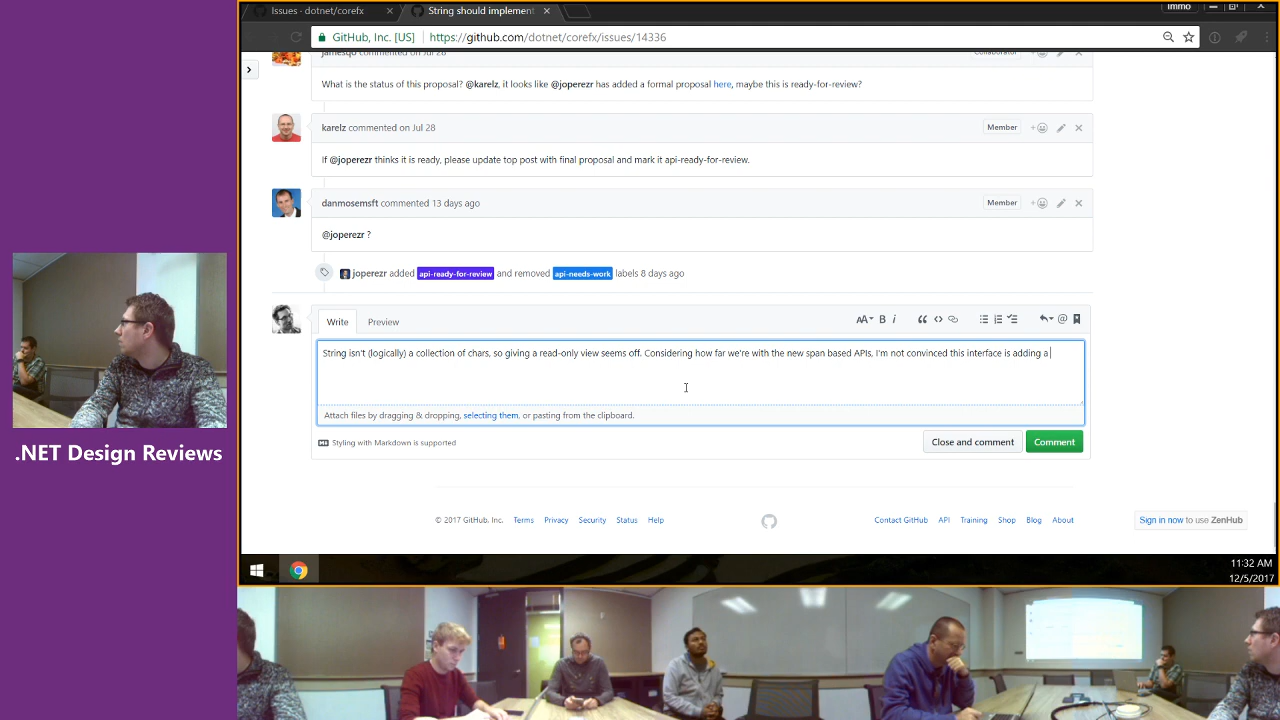 Immo
Issues - dotnet/corefx
String should implement
GitHub, Inc. [US]
https://github.com/dotnet/corefx/issues/14336
jamesqo commented on Jul 28
Collaborator
What is the status of this proposal? @karelz, it looks like @joperezr has added a formal proposal here, maybe this is ready-for-review?
karelz commented on Jul 28
Member
If @joperezr thinks it is ready, please update top post with final proposal and mark it api-ready-for-review.
danmosemsft commented 13 days ago
Member
@joperezr ?
joperezr added api-ready-for-review and removed api-needs-work labels 8 days ago
Write Preview
String isn't (logically) a collection of chars, so giving a read-only view seems off. Considering how far we're with the new span based APIs, I'm not convinced this interface is adding a
Attach files by dragging & dropping, selecting them, or pasting from the clipboard.
Styling with Markdown is supported
Close and comment
Comment
© 2017 GitHub, Inc. Terms Privacy Security Status Help
Contact GitHub API Training Shop Blog About
Sign in now to use ZenHub
11:32 AM
12/5/2017
.NET Design Reviews